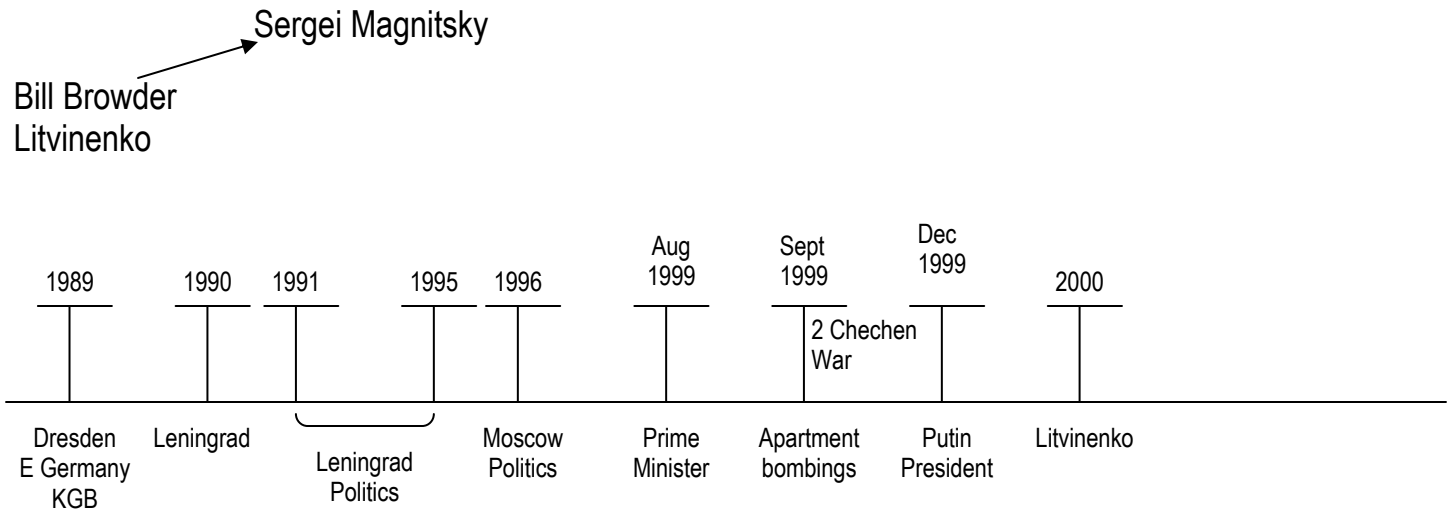 Sergei Magnitsky
Bill Browder
Litvinenko
1989
1990
1991
1995
1996
Aug
1999
Sept
1999
Dec
1999
2000
2 Chechen
War
Dresden
E Germany
KGB
Leningrad
Leningrad
Politics
Moscow
Politics
Prime
Minister
Apartment
bombings
Putin
President
Litvinenko